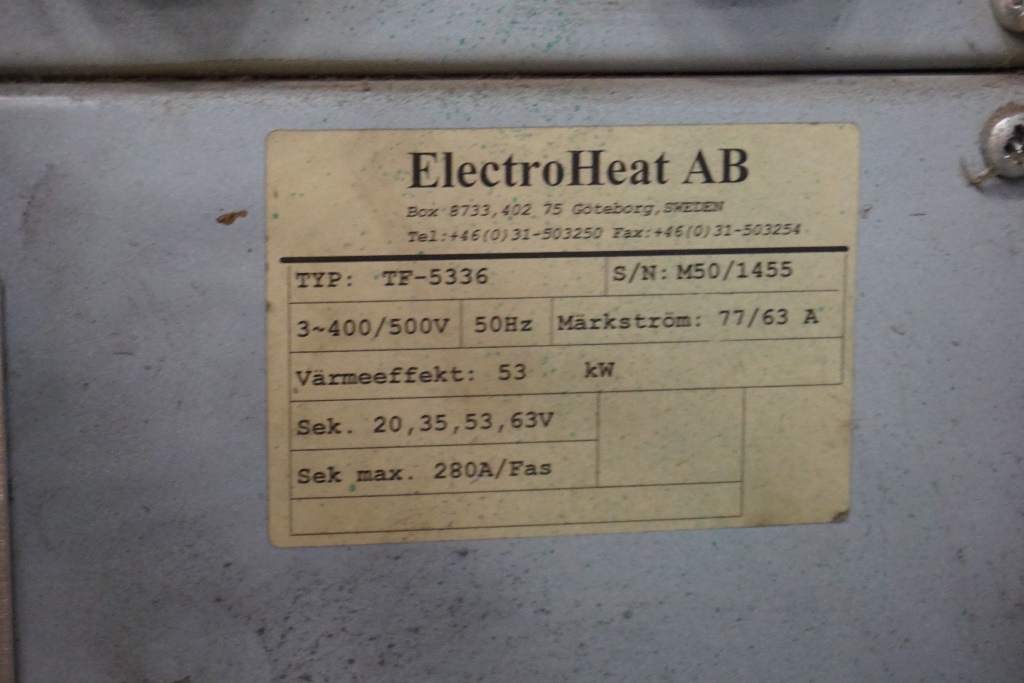 ElectroHeat AB
Box 8733,402 75 Göteborg,SWEDEN
Tel:+46(0)31-503250 Fax:+46(0)31-503254
TYP: TF-5336 S/N: M50/1455
3~400/500V 50Hz Märkström: 77/63 A
Värmeeffekt: 53 kW
Sek. 20,35,53,63V
Sek max. 280A/Fas